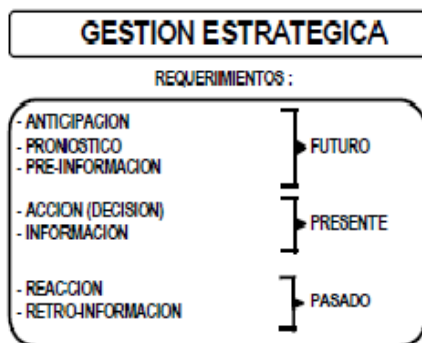 GESTION ESTRATEGICA
REQUERIMIENTOS :
- ANTICIPACION
- PRONOSTICO
- PRE-INFORMACION
FUTURO
- ACCION (DECISION)
- INFORMACION
PRESENTE
- REACCION
- RETRO-INFORMACION
PASADO